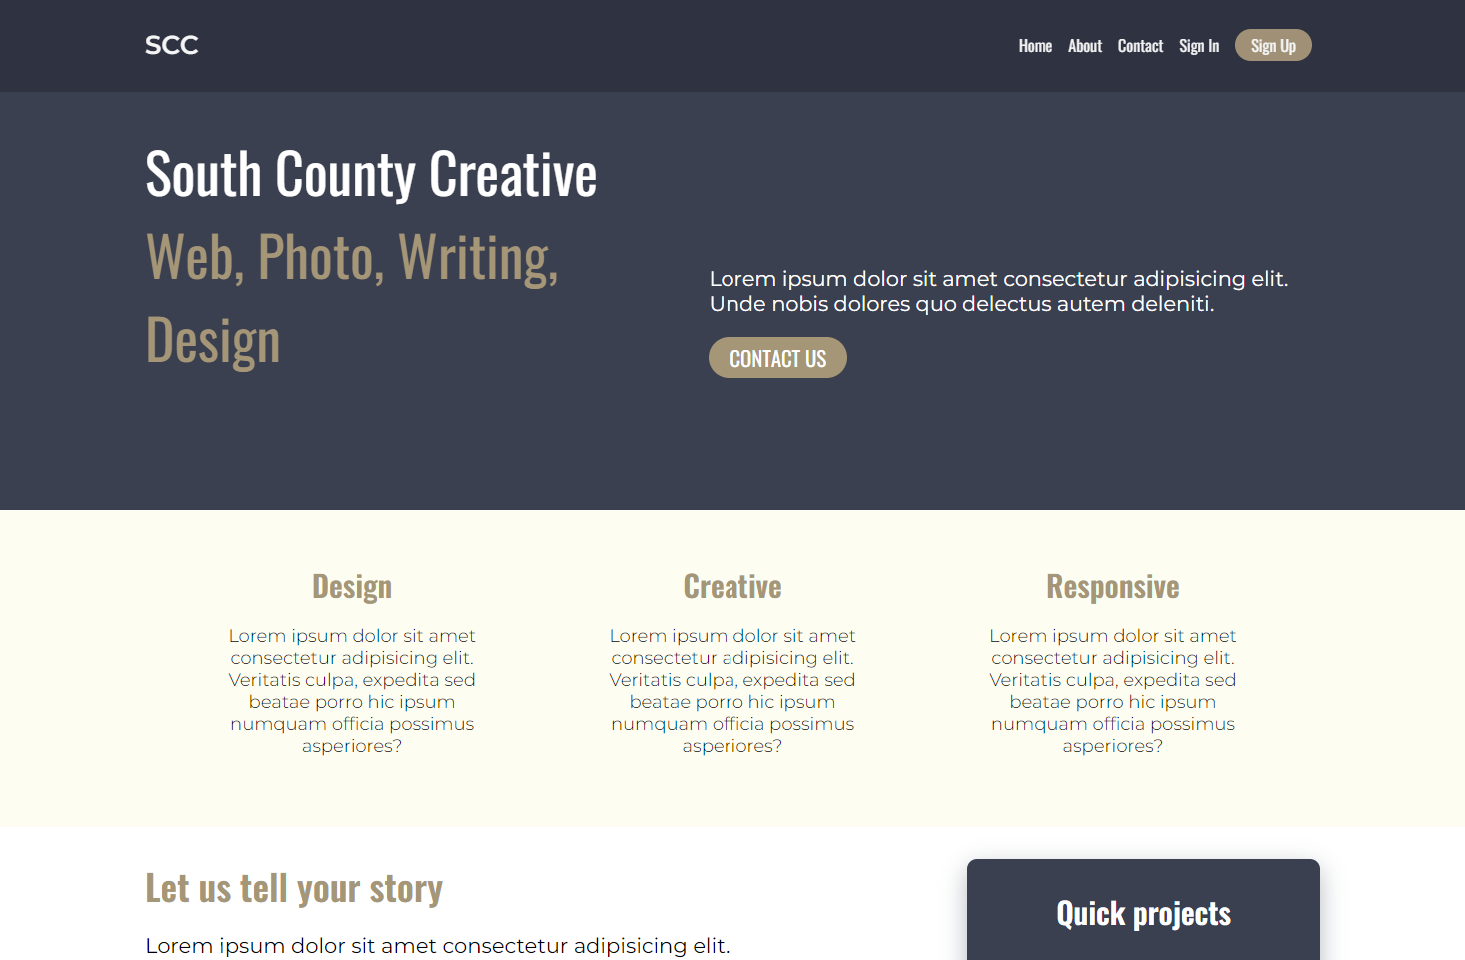 SCC
Home About Contact Sign In Sign Up
South County Creative
Web, Photo, Writing,
Design
Lorem ipsum dolor sit amet consectetur adipisicing elit.
Unde nobis dolores quo delectus autem deleniti.
CONTACT US
Design
Lorem ipsum dolor sit amet
consectetur adipisicing elit.
Veritatis culpa, expedita sed
beatae porro hic ipsum
numquam officia possimus
asperiores?
Creative
Lorem ipsum dolor sit amet
consectetur adipisicing elit.
Veritatis culpa, expedita sed
beatae porro hic ipsum
numquam officia possimus
asperiores?
Responsive
Lorem ipsum dolor sit amet
consectetur adipisicing elit.
Veritatis culpa, expedita sed
beatae porro hic ipsum
numquam officia possimus
asperiores?
Let us tell your story
Lorem ipsum dolor sit amet consectetur adipisicing elit.
Quick projects